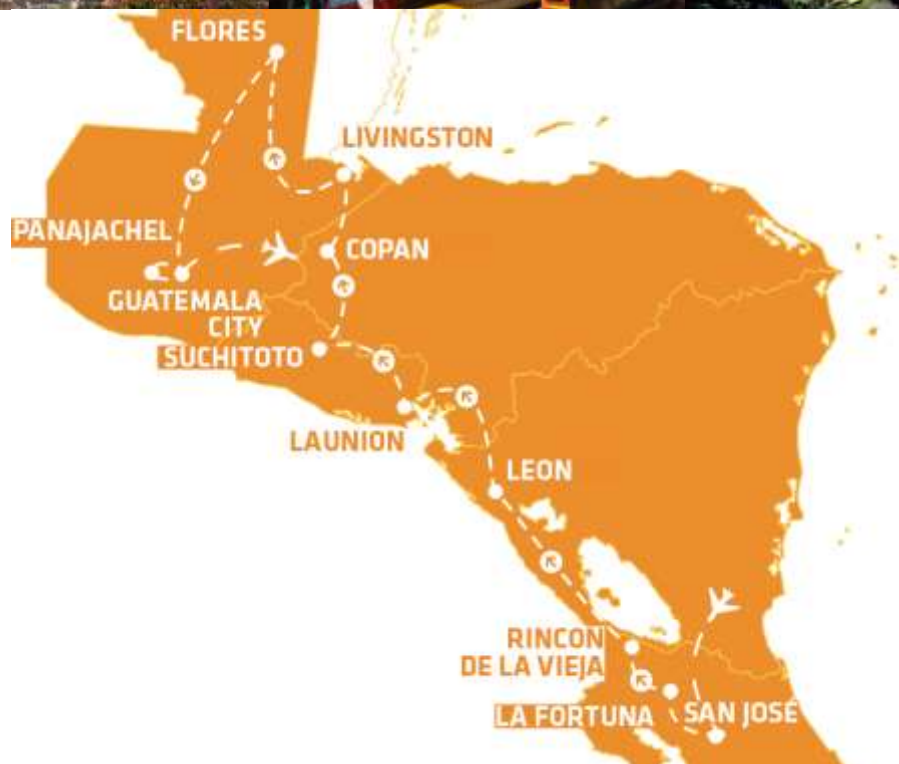 FLORES
LIVINGSTON
PANAJACHEL
COPAN
GUATEMALA
CITY
SUCHITOTO
LAUNION
LEON
RINCON
DE LA VIEJA
LA FORTUNA
SAN JOSÉ